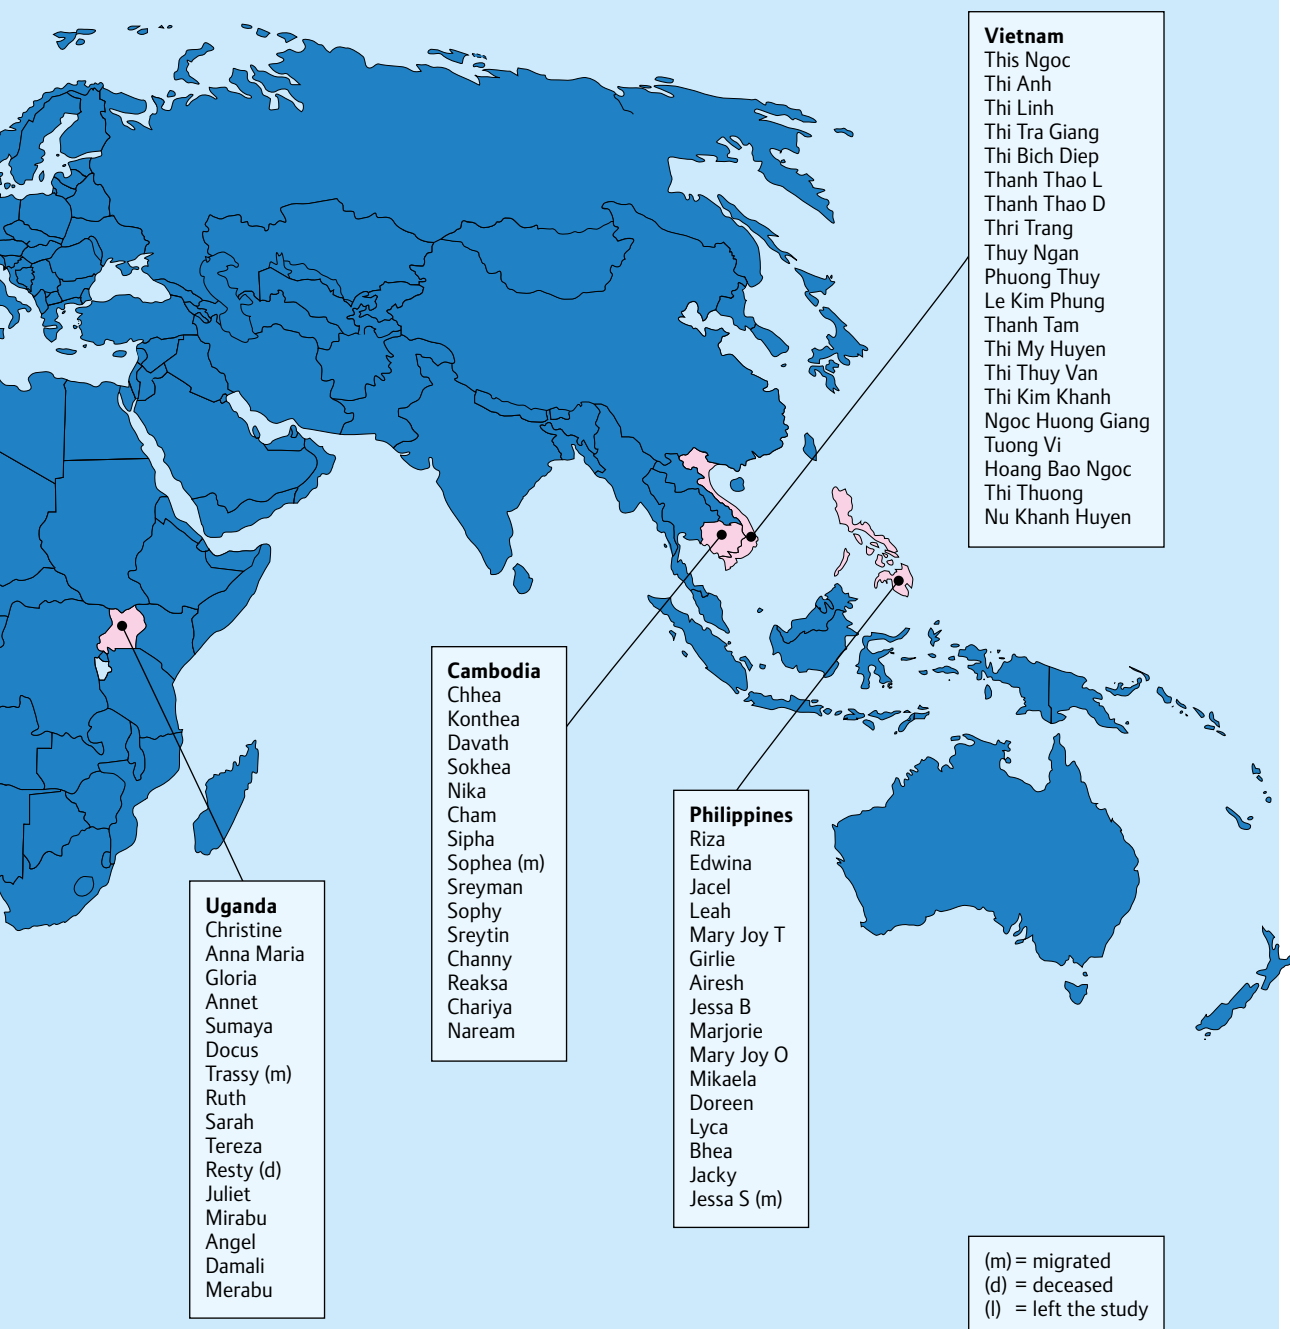 Vietnam
This Ngoc
Thi Anh
Thi Linh
Thi Tra Giang
Thi Bich Diep
Thanh Thao L
Thanh Thao D
Thri Trang
Thuy Ngan
Phuong Thuy
Le Kim Phung
Thanh Tam
Thi My Huyen
Thi Thuy Van
Thi Kim Khanh
Ngoc Huong Giang
Tuong Vi
Hoang Bao Ngoc
Thi Thuong
Nu Khanh Huyen
Cambodia
Chhea
Konthea
Davath
Sokhea
Nika
Cham
Sipha
Sophea (m)
Sreyman
Sophy
Sreytin
Channy
Reaksa
Chariya
Naream
Philippines
Riza
Edwina
Jacel
Leah
Mary Joy T
Girlie
Airesh
Jessa B
Marjorie
Mary Joy O
Mikaela
Doreen
Lyca
Bhea
Jacky
Jessa S (m)
Uganda
Christine
Anna Maria
Gloria
Annet
Sumaya
Docus
Trassy (m)
Ruth
Sarah
Tereza
Resty (d)
Juliet
Mirabu
Angel
Damali
Merabu
(m) = migrated
(d) = deceased
(l) = left the study